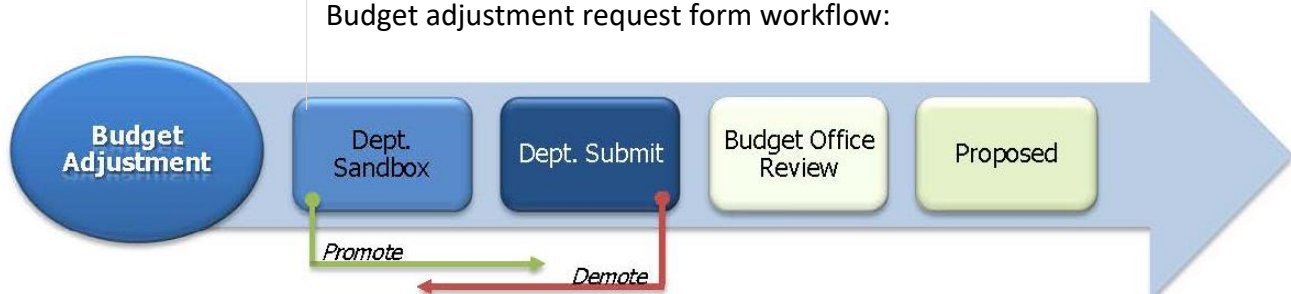 Budget adjustment request form workflow:
Budget
Adjustment
Dept.
Sandbox
Dept. Submit
Budget Office
Review
Proposed
Promote
Demote